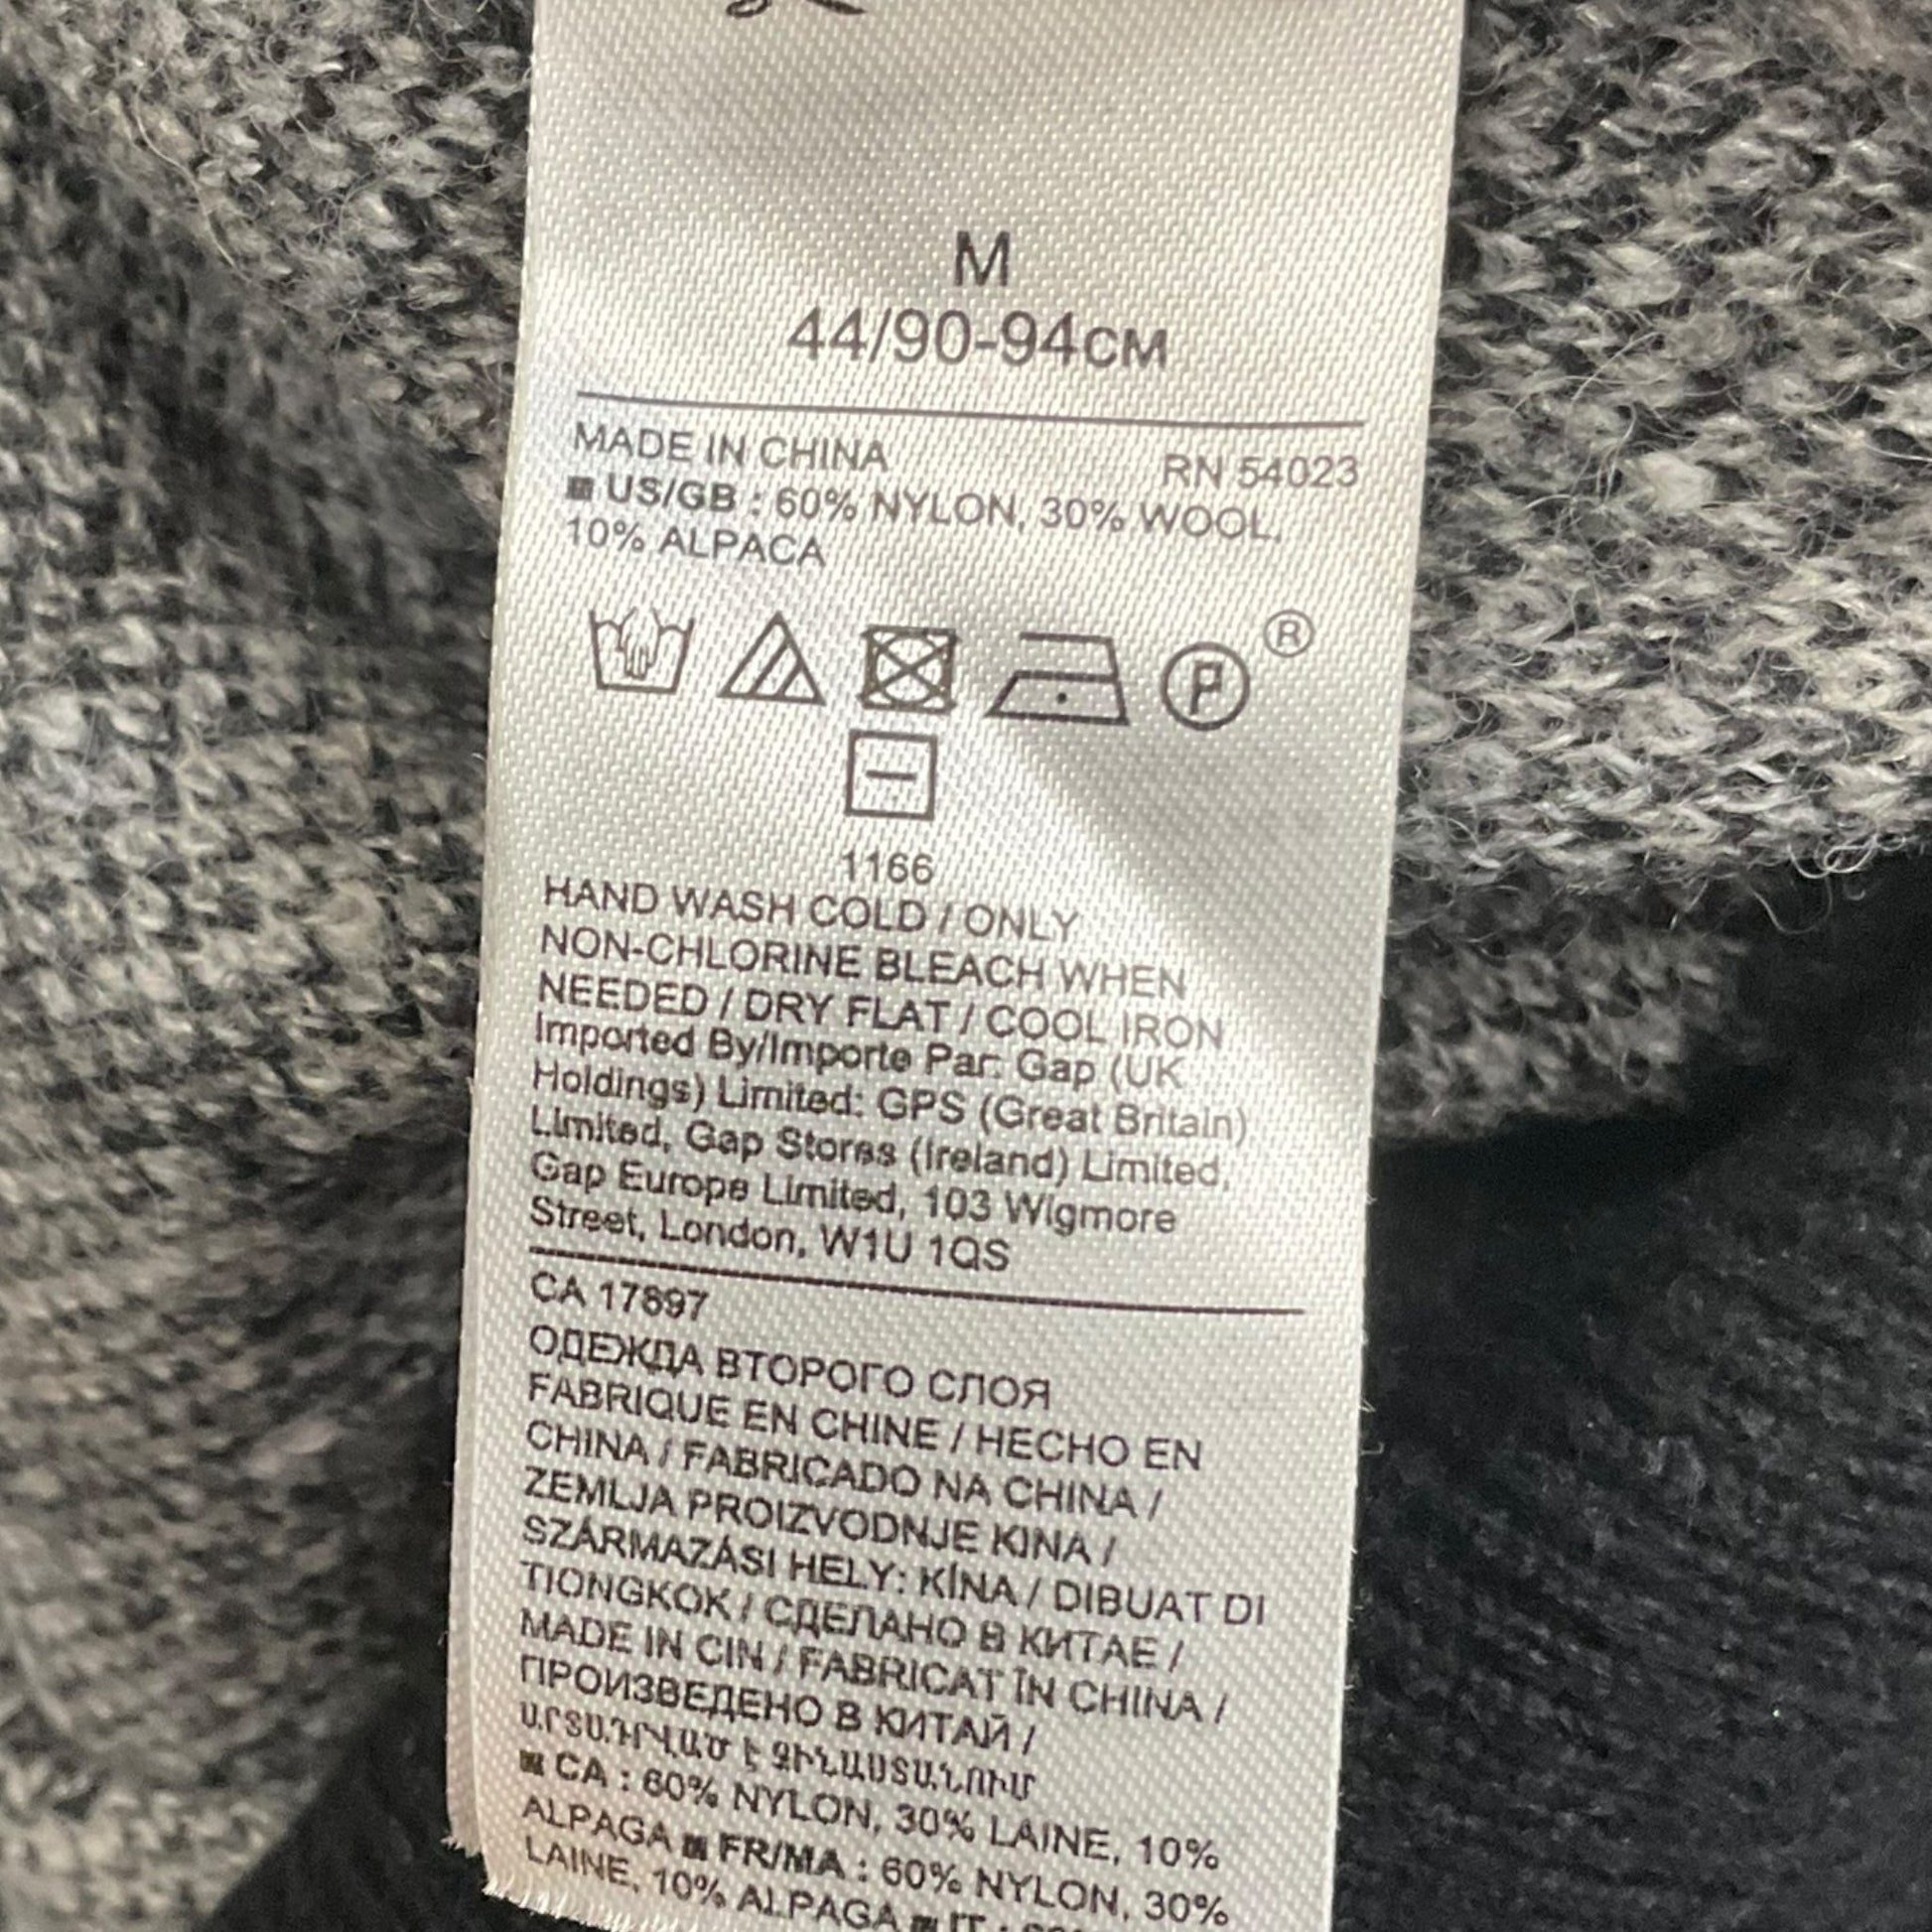 M
44/90-94CM
MADE IN CHINA RN 54023
■ US/GB : 60% NYLON, 30% WOOL,
10% ALPACA
P ®
1166
HAND WASH COLD / ONLY
NON-CHLORINE BLEACH WHEN
NEEDED / DRY FLAT / COOL IRON
Imported By/Importe Par: Gap (UK
Holdings) Limited: GPS (Great Britain)
Limited, Gap Stores (Ireland) Limited,
Gap Europe Limited, 103 Wigmore
Street, London, W1U 1QS
CA 17897
ОДЕЖДА ВТОРОГО СЛОЯ
FABRIQUE EN CHINE / HECHO EN
CHINA / FABRICADO NA CHINA /
ZEMLJA PROIZVODNJE KINA /
SZÁRMAZÁSI HELY: KÍNA / DIBUAT DI
TIONGKOK / СДЕЛАНО В КИТАЕ /
MADE IN CIN / FABRICAT ÎN CHINA /
ПРОИЗВЕДЕНО В КИТАЙ /
ԱՐՏԱԴՐՎԱԾ Է ՉԻՆԱՍՏԱՆՈՒՄ
■ CA : 60% NYLON, 30% LAINE, 10%
ALPAGA ■ FR/MA : 60% NYLON, 30%
LAINE, 10% ALPAGA ■ IT :